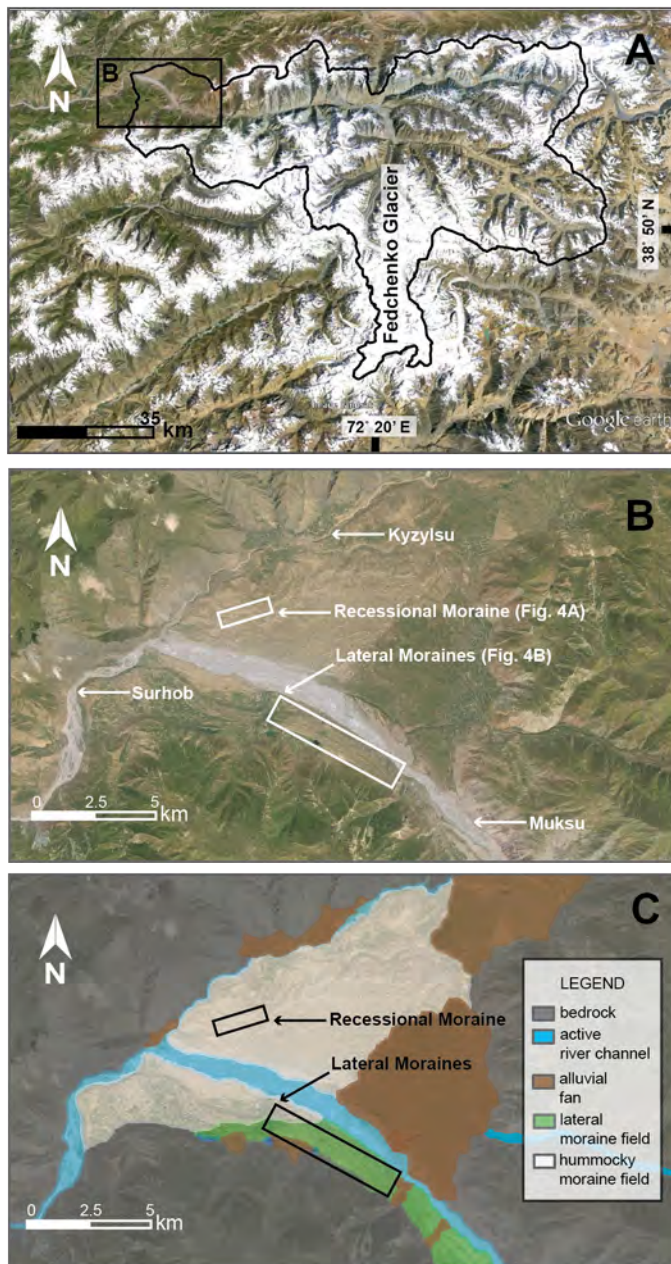 A
N
B
Fedchenko Glacier
38° 50' N
35
km
72° 20' E
Google earth
B
N
Kyzylsu
Recessional Moraine (Fig. 4A)
Lateral Moraines (Fig. 4B)
Surhob
0 2.5 5
km
Muksu
C
N
LEGEND
bedrock
active
river channel
alluvial
fan
lateral
moraine field
hummocky
moraine field
Recessional Moraine
Lateral Moraines
0 2.5 5
km